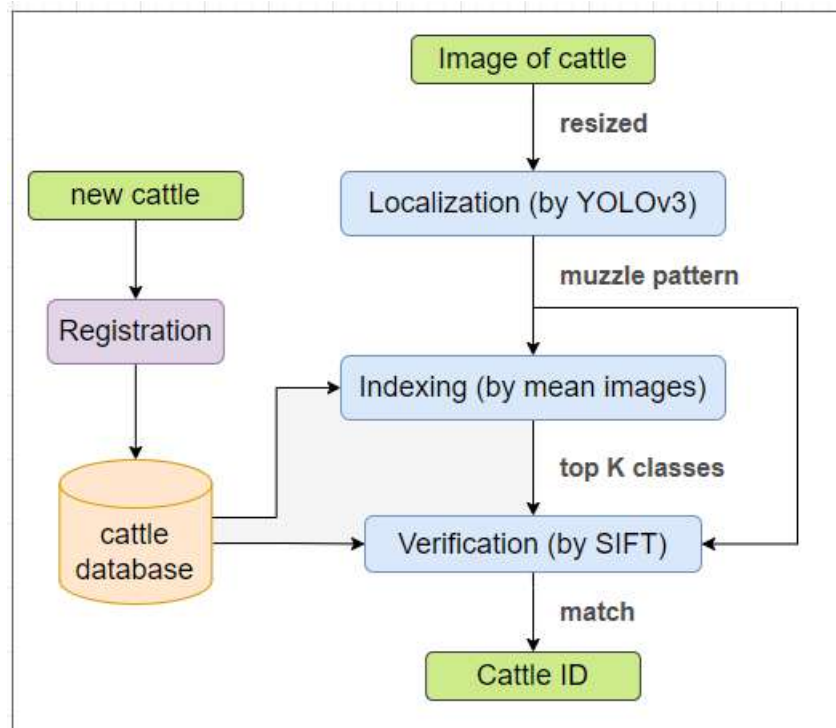 Image of cattle
resized
new cattle
Localization (by YOLOv3)
muzzle pattern
Registration
Indexing (by mean images)
top K classes
cattle
database
Verification (by SIFT)
match
Cattle ID